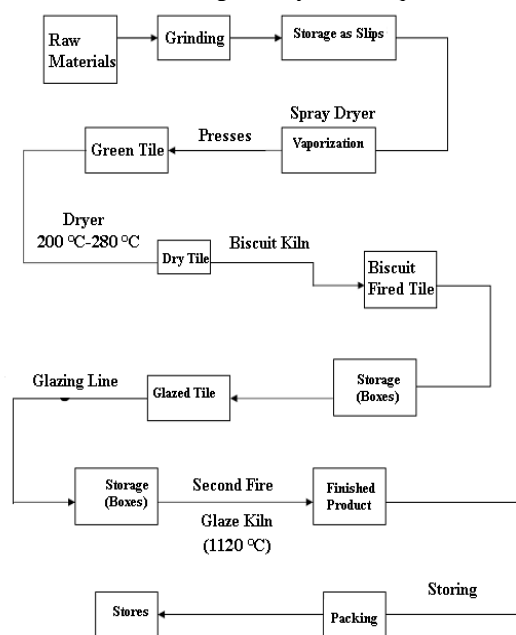 Raw
Materials
Grinding
Storage as Slips
Spray Dryer
Vaporization
Presses
Green Tile
Dryer
200 °C-280 °C
Dry Tile
Biscuit Kiln
Biscuit
Fired Tile
Storage
(Boxes)
Glazed Tile
Glazing Line
Storage
(Boxes)
Second Fire
Glaze Kiln
(1120 °C)
Finished
Product
Storing
Packing
Stores